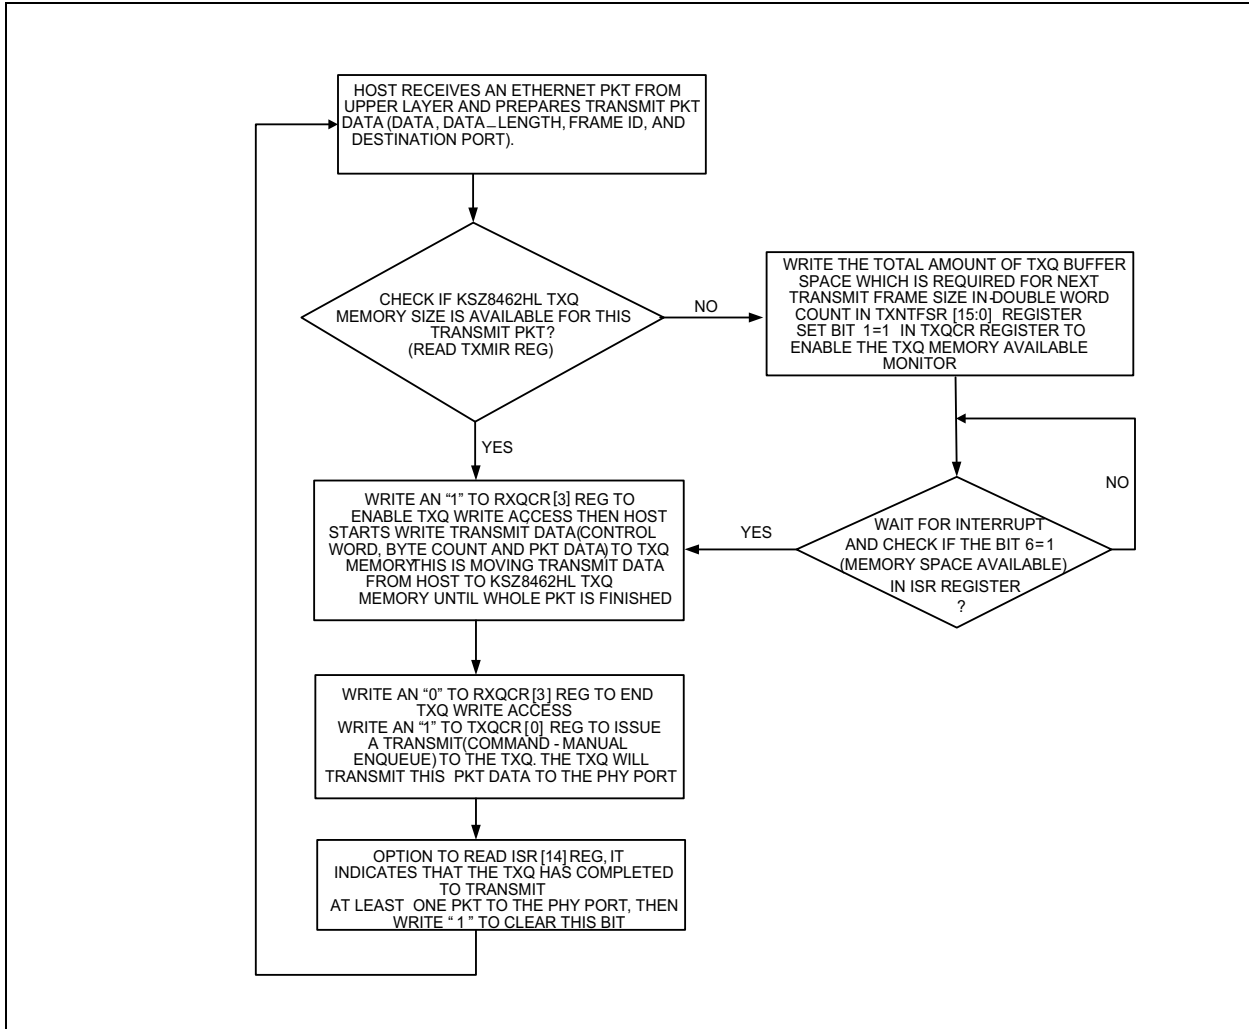 HOST RECEIVES AN ETHERNET PKT FROM
UPPER LAYER AND PREPARES TRANSMIT PKT
DATA (DATA, DATA_LENGTH, FRAME ID, AND
DESTINATION PORT).
CHECK IF KSZ8462HL TXQ
MEMORY SIZE IS AVAILABLE FOR THIS
TRANSMIT PKT?
(READ TXMIR REG)
NO
WRITE THE TOTAL AMOUNT OF TXQ BUFFER
SPACE WHICH IS REQUIRED FOR NEXT
TRANSMIT FRAME SIZE IN-DOUBLE WORD
COUNT IN TXNTFSR [15:0] REGISTER
SET BIT 1=1 IN TXQCR REGISTER TO
ENABLE THE TXQ MEMORY AVAILABLE
MONITOR
YES
NO
WAIT FOR INTERRUPT
AND CHECK IF THE BIT 6=1
(MEMORY SPACE AVAILABLE)
IN ISR REGISTER
?
YES
WRITE AN “1” TO RXQCR[3] REG TO
ENABLE TXQ WRITE ACCESS THEN HOST
STARTS WRITE TRANSMIT DATA(CONTROL
WORD, BYTE COUNT AND PKT DATA) TO TXQ
MEMORYTHIS IS MOVING TRANSMIT DATA
FROM HOST TO KSZ8462HL TXQ
MEMORY UNTIL WHOLE PKT IS FINISHED
WRITE AN “0” TO RXQCR[3] REG TO END
TXQ WRITE ACCESS
WRITE AN “1” TO TXQCR[0] REG TO ISSUE
A TRANSMIT(COMMAND - MANUAL
ENQUEUE) TO THE TXQ. THE TXQ WILL
TRANSMIT THIS PKT DATA TO THE PHY PORT
OPTION TO READ ISR [14] REG, IT
INDICATES THAT THE TXQ HAS COMPLETED
TO TRANSMIT
AT LEAST ONE PKT TO THE PHY PORT, THEN
WRITE “ 1 ” TO CLEAR THIS BIT